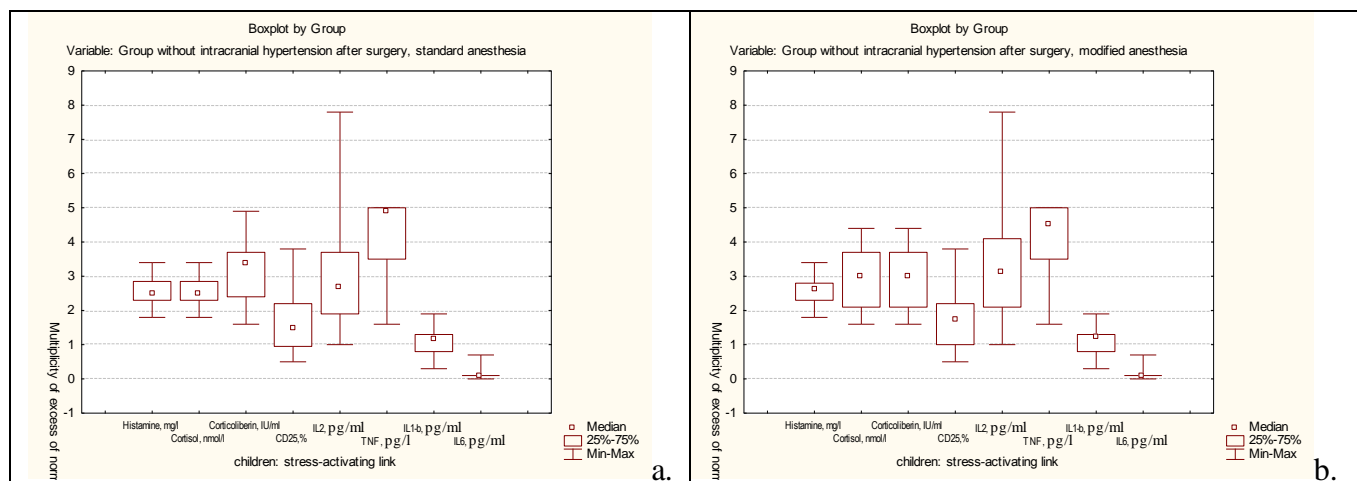 Boxplot by Group
Variable: Group without intracranial hypertension after surgery, standard anesthesia
9
8
7
6
5
4
3
2
1
0
-1
Multiplicity of excess of norm
Histamine, mg/l
Cortisol, nmol/l
Corticoliberin, IU/ml
CD25,%
IL2, pg/ml
TNF, pg/l
IL1-b, pg/ml
IL6, pg/ml
children: stress-activating link
Median
25%-75%
Min-Max
a.
Boxplot by Group
Variable: Group without intracranial hypertension after surgery, modified anesthesia
9
8
7
6
5
4
3
2
1
0
-1
Multiplicity of excess of norm
Histamine, mg/l
Cortisol, nmol/l
Corticoliberin, IU/ml
CD25,%
IL2, pg/ml
TNF, pg/l
IL1-b, pg/ml
IL6, pg/ml
children: stress-activating link
Median
25%-75%
Min-Max
b.